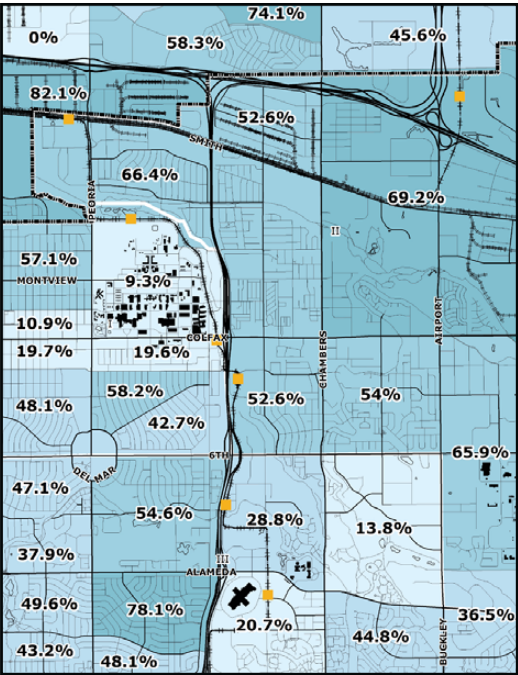 74.1%
0%
58.3%
45.6%
82.1%
52.6%
SMITH
66.4%
PEORIA
69.2%
II
57.1%
MONTVIEW
9.3%
10.9%
I
COLFAX
AIRPORT
19.7%
19.6%
CHAMBERS
58.2%
52.6%
54%
48.1%
42.7%
6TH
65.9%
DEL MAR
47.1%
54.6%
28.8%
13.8%
37.9%
III
ALAMEDA
49.6%
78.1%
36.5%
20.7%
44.8%
BUCKLEY
43.2%
48.1%